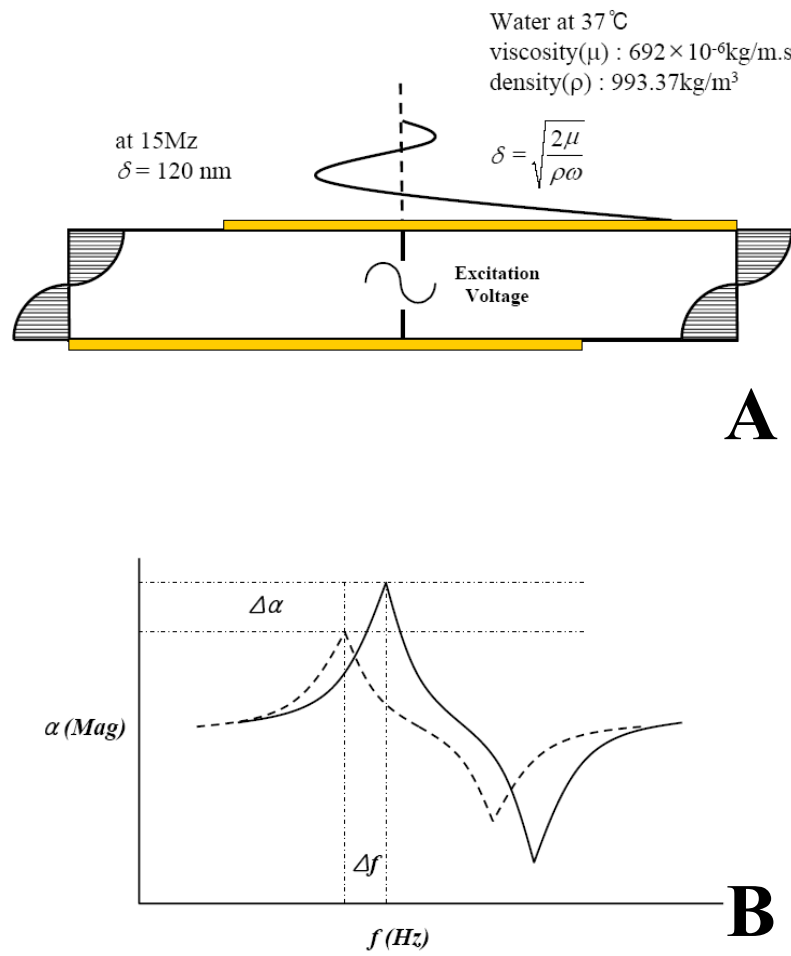 Water at 37℃
viscosity(μ) : 692×10⁻⁶kg/m.s
density(ρ) : 993.37kg/m³
at 15Mz
δ = 120 nm
δ = √(2μ/ρω)
Excitation
Voltage
A
Δα
α (Mag)
Δf
f (Hz)
B